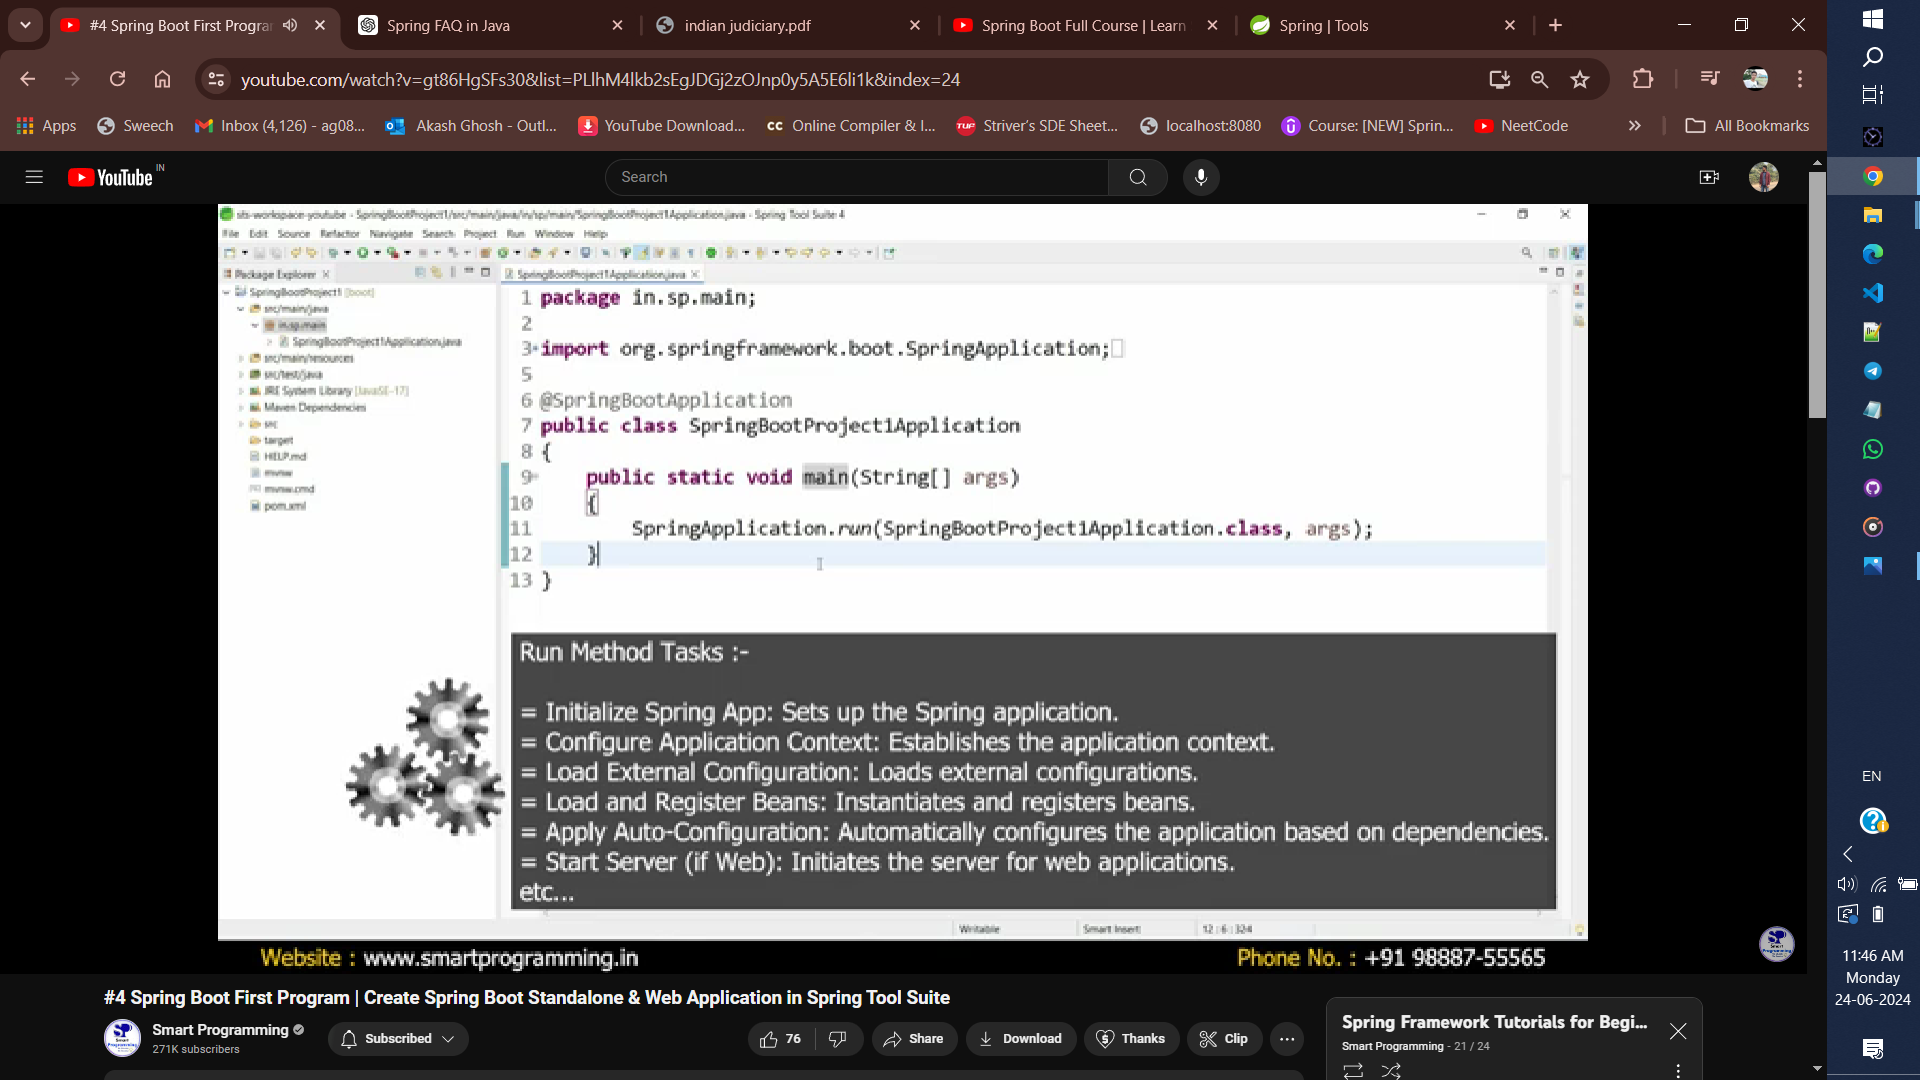 #4 Spring Boot First Program
Spring FAQ in Java
indian judiciary.pdf
Spring Boot Full Course | Learn
Spring | Tools
youtube.com/watch?v=gt86HgSFs30&list=PLlhM4lkb2sEgJDGj2zOJnp0y5A5E6li1k&index=24
Apps
Sweech
Inbox (4,126) - ag08...
Akash Ghosh - Outl...
YouTube Download...
CC Online Compiler & I...
TUF Striver's SDE Sheet...
localhost:8080
Course: [NEW] Sprin...
NeetCode
All Bookmarks
YouTube IN
Search
sts-workspace-youtube - SpringBootProject1/src/main/java/in/sp/main/SpringBootProject1Application.java - Spring Tool Suite 4
File Edit Source Refactor Navigate Search Project Run Window Help
Package Explorer
SpringBootProject1 [boot]
src/main/java
in.sp.main
SpringBootProject1Application.java
src/main/resources
src/test/java
JRE System Library [JavaSE-17]
Maven Dependencies
src
target
HELP.md
mvnw
mvnw.cmd
pom.xml
SpringBootProject1Application.java
1 package in.sp.main;
2
3 import org.springframework.boot.SpringApplication;
5
6 @SpringBootApplication
7 public class SpringBootProject1Application
8 {
9 public static void main(String[] args)
10 {
11 SpringApplication.run(SpringBootProject1Application.class, args);
12 }
13 }
Run Method Tasks :-
= Initialize Spring App: Sets up the Spring application.
= Configure Application Context: Establishes the application context.
= Load External Configuration: Loads external configurations.
= Load and Register Beans: Instantiates and registers beans.
= Apply Auto-Configuration: Automatically configures the application based on dependencies.
= Start Server (if Web): Initiates the server for web applications.
etc...
Writable Smart Insert 12 : 6 : 324
Website : www.smartprogramming.in
Phone No. : +91 98887-55565
#4 Spring Boot First Program | Create Spring Boot Standalone & Web Application in Spring Tool Suite
Smart Programming
271K subscribers
Subscribed
76
Share
Download
Thanks
Clip
Spring Framework Tutorials for Begi...
Smart Programming - 21 / 24
EN
11:46 AM
Monday
24-06-2024